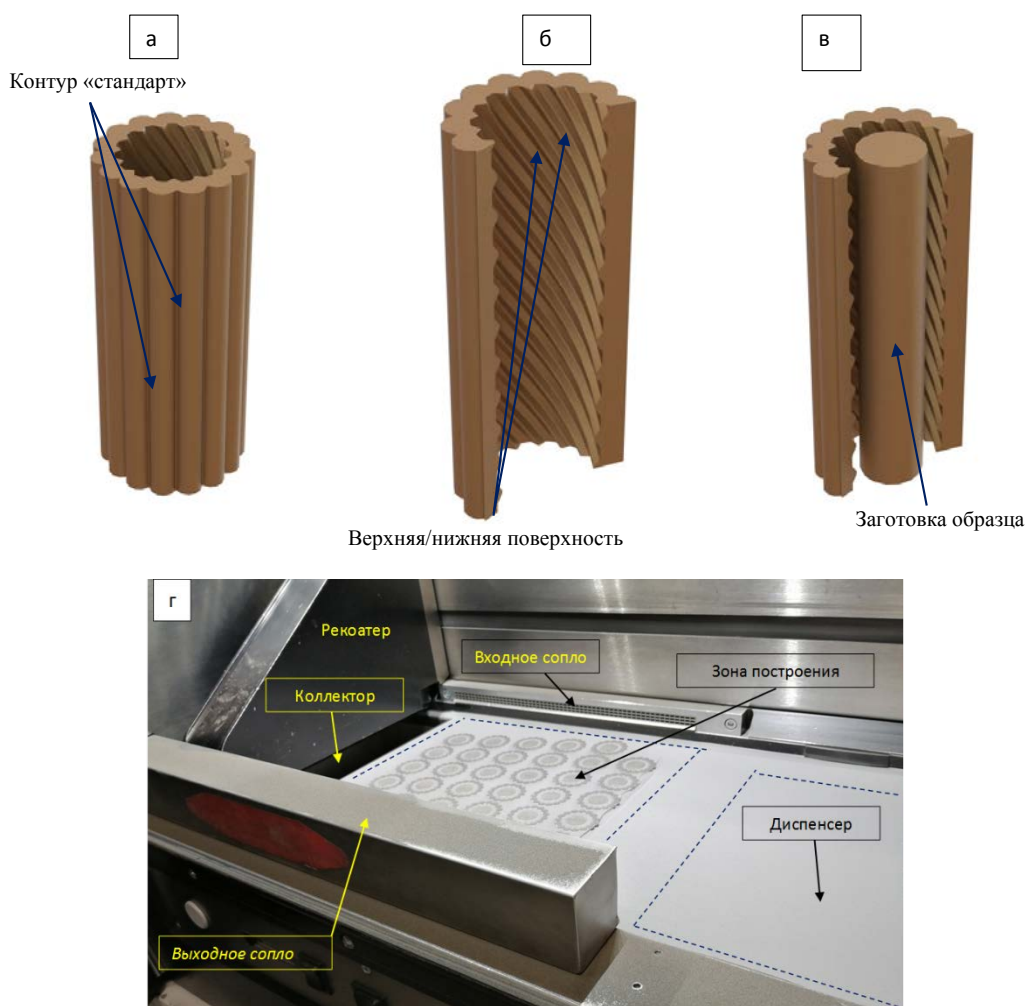 а
б
в
Контур «стандарт»
Верхняя/нижняя поверхность
Заготовка образца
г
Рекоатер
Входное сопло
Зона построения
Коллектор
Диспенсер
Выходное сопло